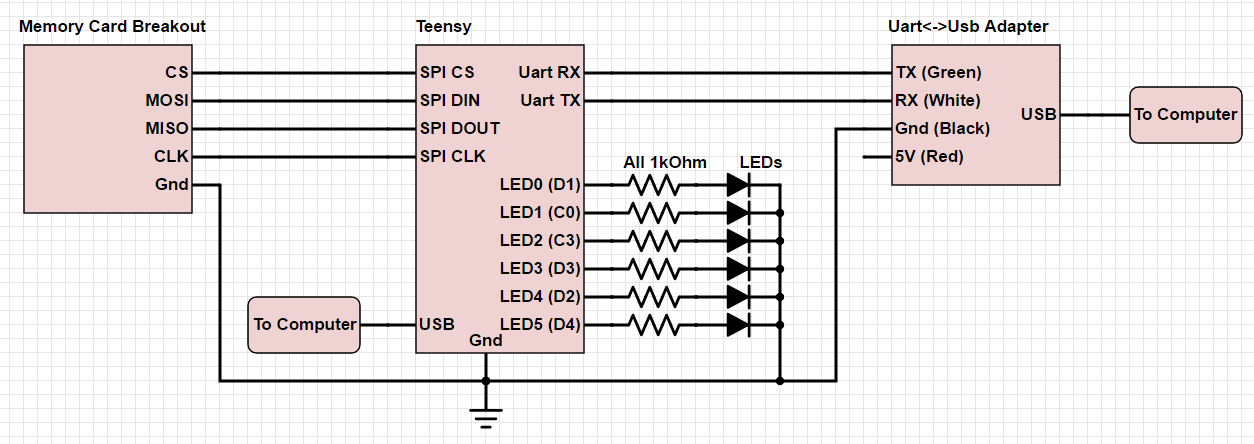 Memory Card Breakout
CS
MOSI
MISO
CLK
Gnd
Teensy
SPI CS
SPI DIN
SPI DOUT
SPI CLK
Uart RX
Uart TX
LED0 (D1)
LED1 (C0)
LED2 (C3)
LED3 (D3)
LED4 (D2)
LED5 (D4)
USB
Gnd
To Computer
All 1kOhm
LEDs
Uart<->Usb Adapter
TX (Green)
RX (White)
Gnd (Black)
5V (Red)
USB
To Computer